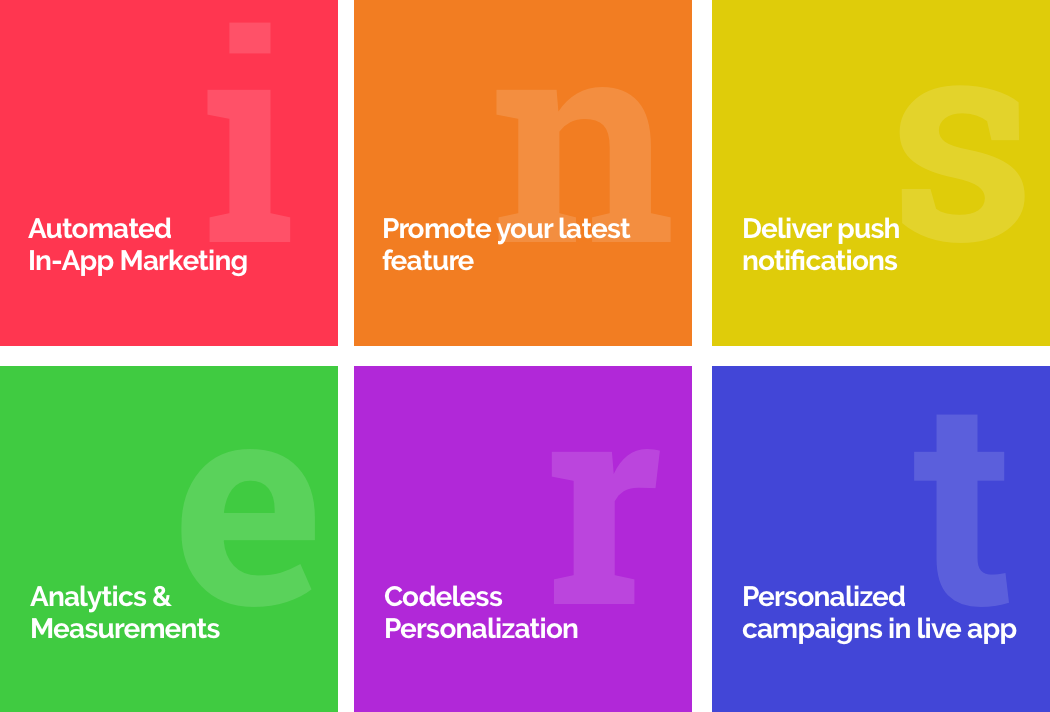 i
Automated
In-App Marketing
n
Promote your latest
feature
s
Deliver push
notifications
e
Analytics &
Measurements
r
Codeless
Personalization
t
Personalized
campaigns in live app